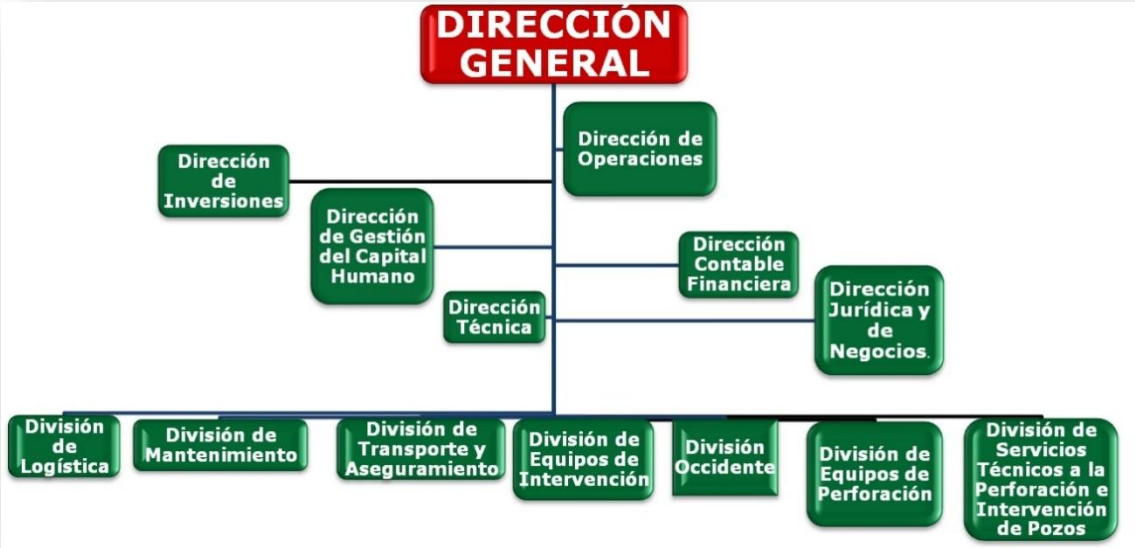 DIRECCIÓN
GENERAL
Dirección de
Operaciones
Dirección
de
Inversiones
Dirección
de Gestión
del Capital
Humano
Dirección
Contable
Financiera
Dirección
Jurídica y
de
Negocios.
Dirección
Técnica
División
de
Logística
División de
Mantenimiento
División de
Transporte y
Aseguramiento
División de
Equipos de
Intervención
División
Occidente
División de
Equipos de
Perforación
División de
Servicios
Técnicos a la
Perforación e
Intervención
de Pozos